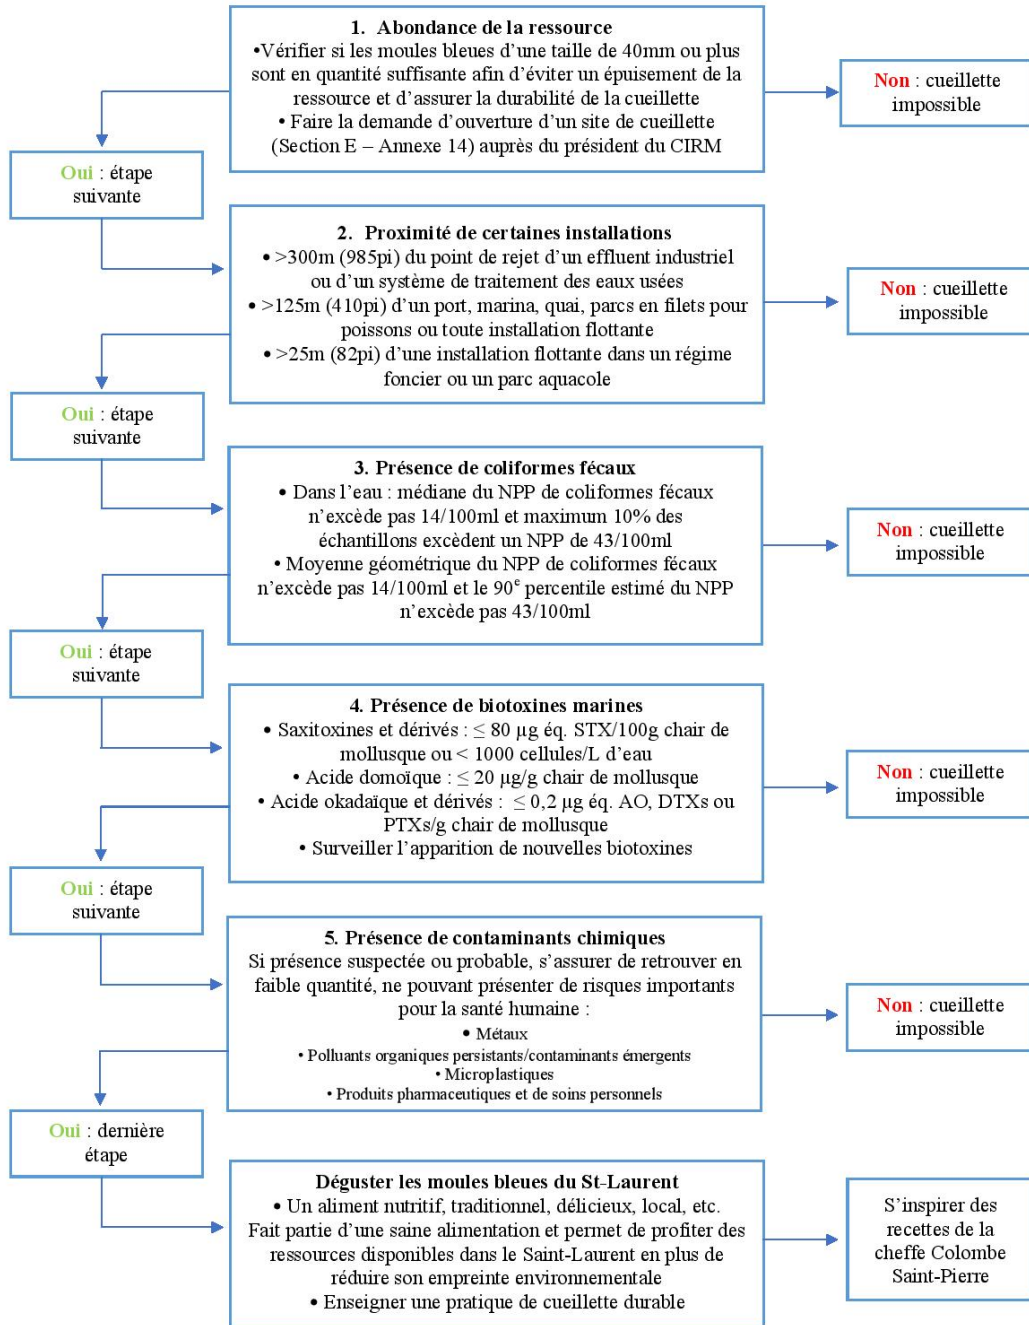 1. Abondance de la ressource
•Vérifier si les moules bleues d’une taille de 40mm ou plus
sont en quantité suffisante afin d’éviter un épuisement de la
ressource et d’assurer la durabilité de la cueillette
• Faire la demande d’ouverture d’un site de cueillette
(Section E – Annexe 14) auprès du président du CIRM
Non : cueillette
impossible
Oui : étape
suivante
2. Proximité de certaines installations
• >300m (985pi) du point de rejet d’un effluent industriel
ou d’un système de traitement des eaux usées
• >125m (410pi) d’un port, marina, quai, parcs en filets pour
poissons ou toute installation flottante
• >25m (82pi) d’une installation flottante dans un régime
foncier ou un parc aquacole
Non : cueillette
impossible
Oui : étape
suivante
3. Présence de coliformes fécaux
• Dans l’eau : médiane du NPP de coliformes fécaux
n’excède pas 14/100ml et maximum 10% des
échantillons excèdent un NPP de 43/100ml
• Moyenne géométrique du NPP de coliformes fécaux
n’excède pas 14/100ml et le 90e percentile estimé du NPP
n’excède pas 43/100ml
Non : cueillette
impossible
Oui : étape
suivante
4. Présence de biotoxines marines
• Saxitoxines et dérivés : ≤ 80 µg éq. STX/100g chair de
mollusque ou < 1000 cellules/L d’eau
• Acide domoïque : ≤ 20 µg/g chair de mollusque
• Acide okadaïque et dérivés : ≤ 0,2 µg éq. AO, DTXs ou
PTXs/g chair de mollusque
• Surveiller l’apparition de nouvelles biotoxines
Non : cueillette
impossible
Oui : étape
suivante
5. Présence de contaminants chimiques
Si présence suspectée ou probable, s’assurer de retrouver en
faible quantité, ne pouvant présenter de risques importants
pour la santé humaine :
• Métaux
• Polluants organiques persistants/contaminants émergents
• Microplastiques
• Produits pharmaceutiques et de soins personnels
Non : cueillette
impossible
Oui : dernière
étape
Déguster les moules bleues du St-Laurent
• Un aliment nutritif, traditionnel, délicieux, local, etc.
Fait partie d’une saine alimentation et permet de profiter des
ressources disponibles dans le Saint-Laurent en plus de
réduire son empreinte environnementale
• Enseigner une pratique de cueillette durable
S’inspirer des
recettes de la
cheffe Colombe
Saint-Pierre